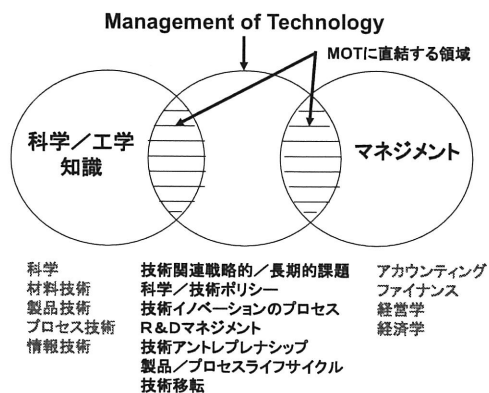 Management of Technology
MOTに直結する領域
科学／工学
知識
マネジメント
科学
材料技術
製品技術
プロセス技術
情報技術
技術関連戦略的／長期的課題
科学／技術ポリシー
技術イノベーションのプロセス
R&Dマネジメント
技術アントレプレナシップ
製品／プロセスライフサイクル
技術移転
アカウンティング
ファイナンス
経営学
経済学